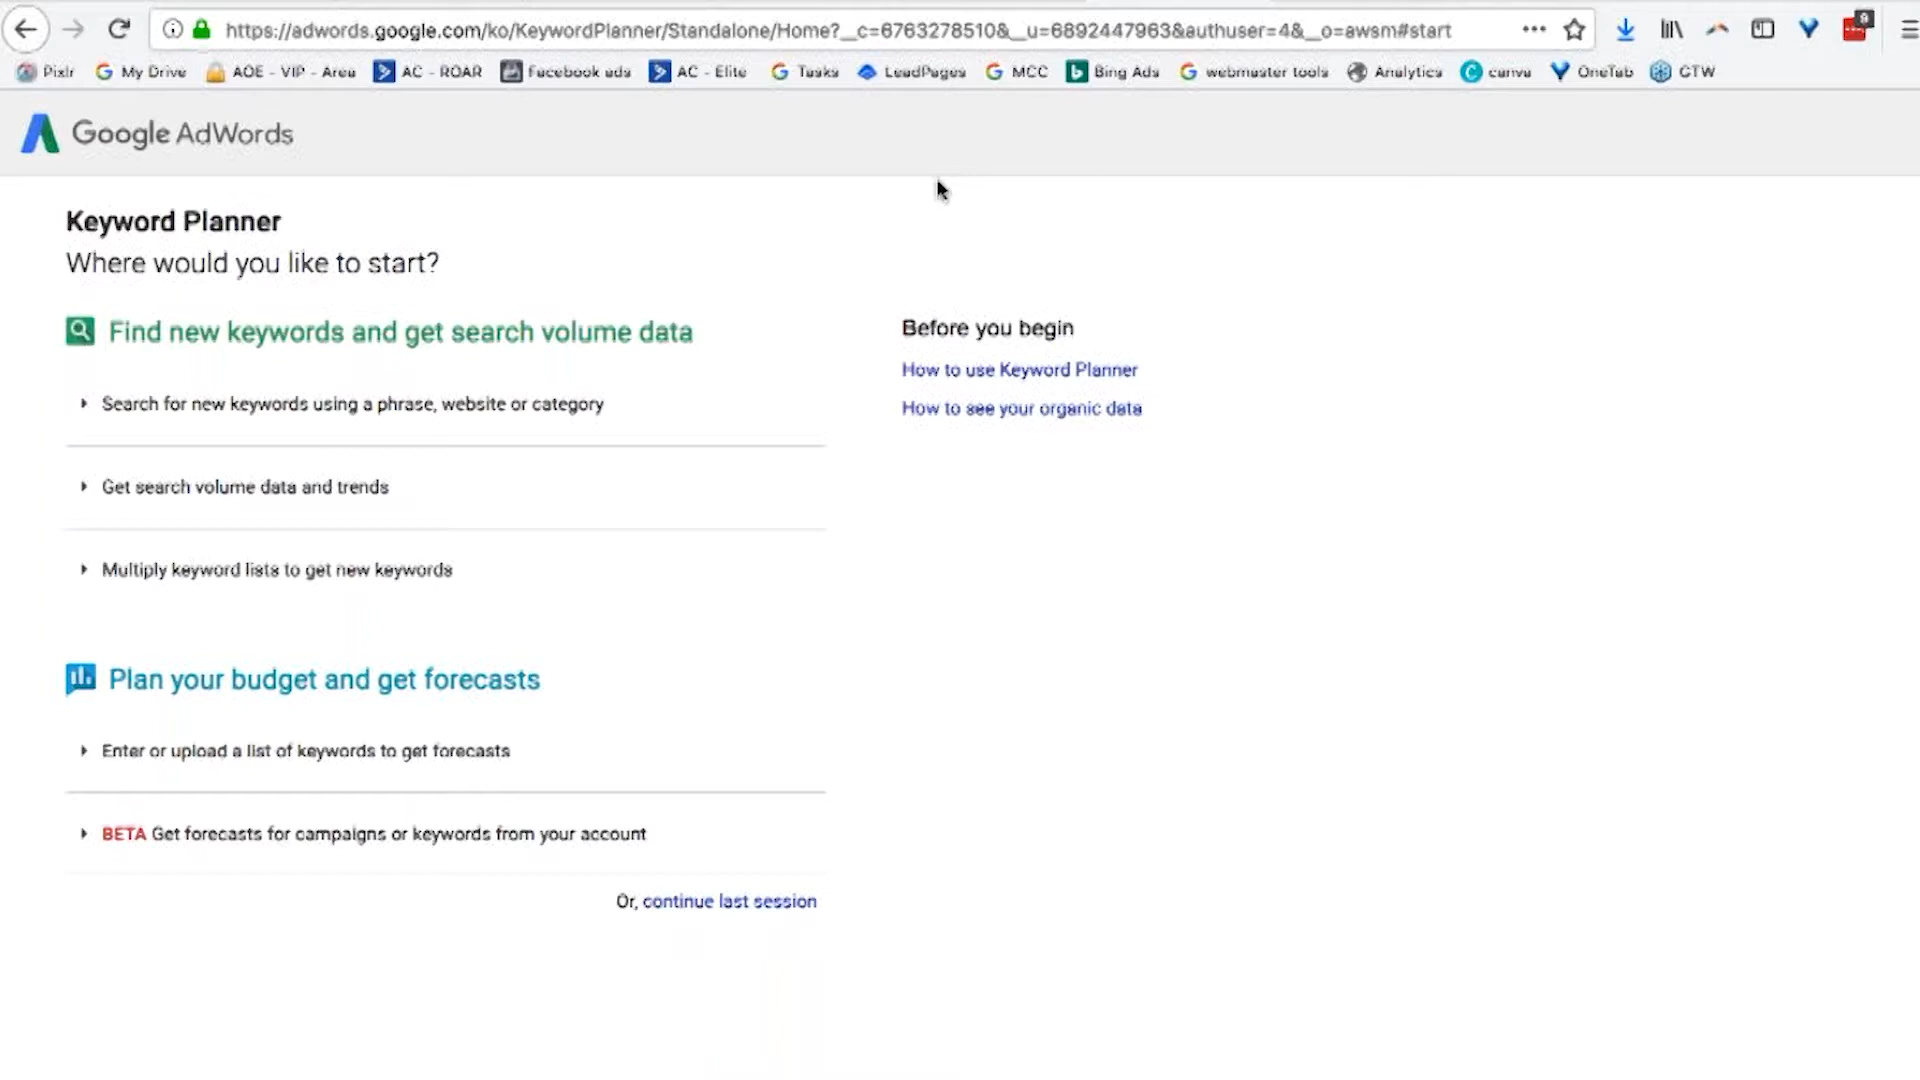 https://adwords.google.com/ko/KeywordPlanner/Standalone/Home?__c=6763278510&__u=6892447963&authuser=4&__o=awsm#start
9
Pixlr My Drive AOE - VIP - Area AC - ROAR Facebook ads AC - Elite Tasks LeadPages MCC Bing Ads webmaster tools Analytics canva OneTab GTW
Google AdWords
Keyword Planner
Where would you like to start?
Find new keywords and get search volume data
Search for new keywords using a phrase, website or category
Get search volume data and trends
Multiply keyword lists to get new keywords
Plan your budget and get forecasts
Enter or upload a list of keywords to get forecasts
BETA Get forecasts for campaigns or keywords from your account
Or, continue last session
Before you begin
How to use Keyword Planner
How to see your organic data